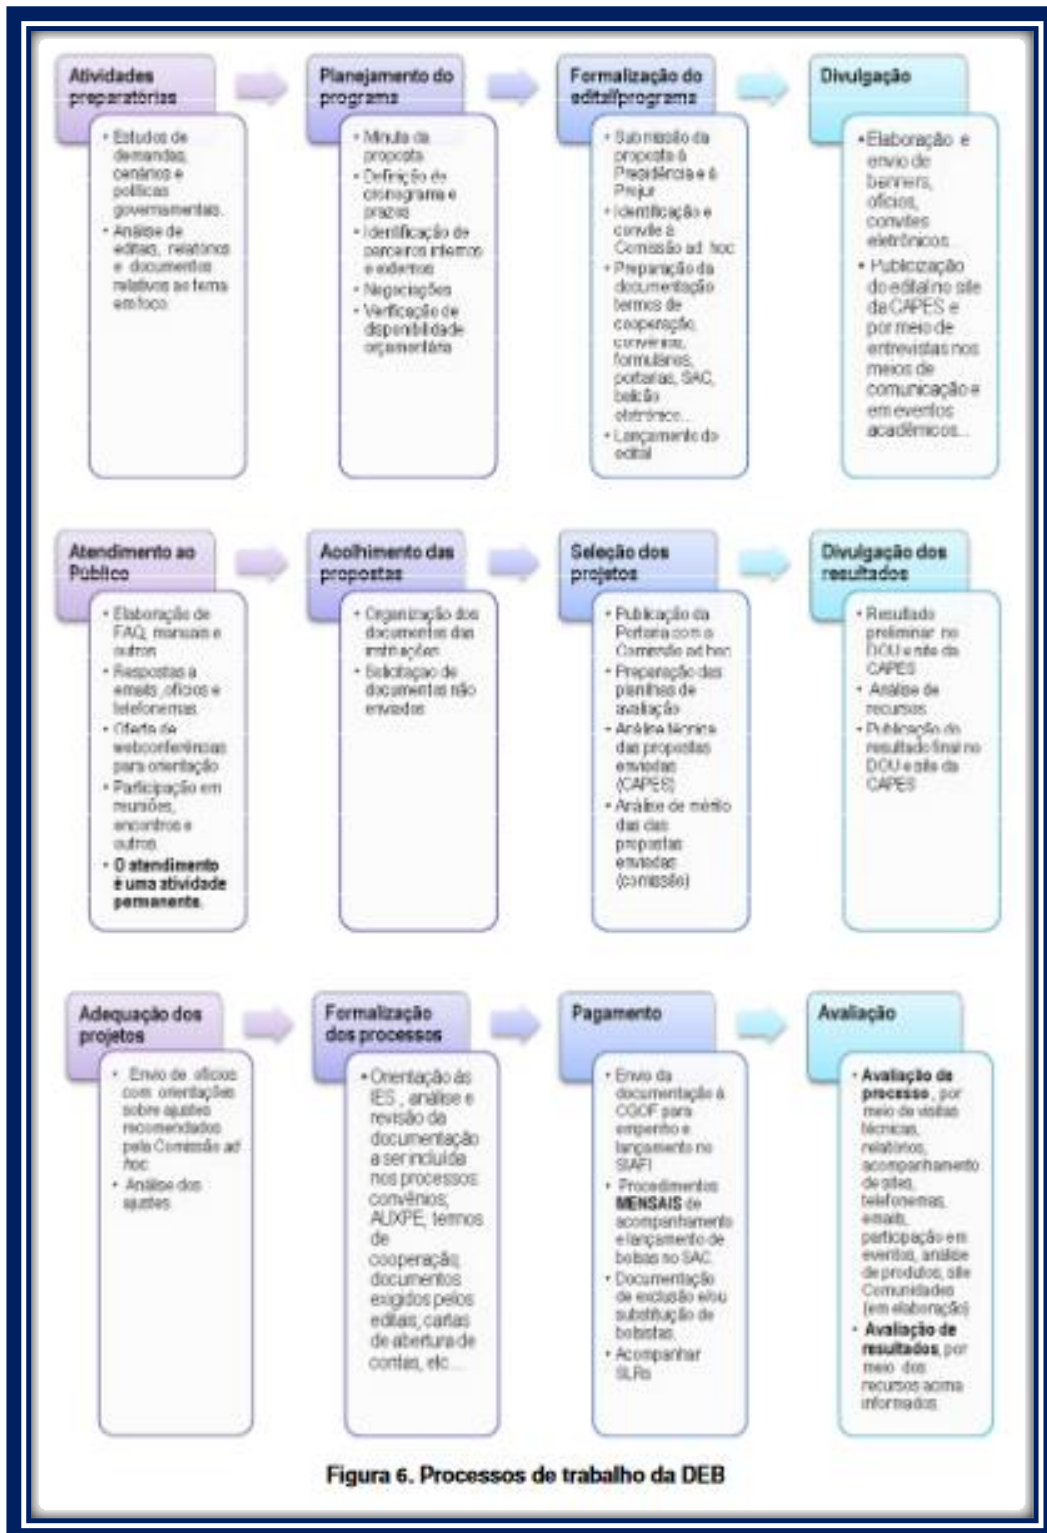 Atividades
preparatórias
• Estudos de
demandas,
cenários e
políticas
governamentais.
• Análise de
editais, relatórios
e documentos
relativos ao tema
em foco.
Planejamento do
programa
• Minuta da
proposta
• Definição de
cronograma e
prazos
• Identificação de
parceiros internos
e externos
• Negociações
• Verificação de
disponibilidade
orçamentária
Formalização do
edital/programa
• Submissão da
proposta à
Presidência e à
Projur
• Identificação e
convite à
Comissão ad hoc
• Preparação da
documentação
termos de
cooperação,
convênios,
formulários,
portarias, SAC,
balcão
eletrônico...
• Lançamento do
edital
Divulgação
•Elaboração e
envio de
banners,
ofícios,
convites
eletrônicos...
• Publicização
do edital no site
da CAPES e
por meio de
entrevistas nos
meios de
comunicação e
em eventos
acadêmicos...
Atendimento ao
Público
• Elaboração de
FAQ, manuais e
outros
• Respostas a
emails, ofícios e
telefonemas
• Oferta de
webconferências
para orientação
• Participação em
reuniões,
encontros e
outros
• O atendimento
é uma atividade
permanente.
Acolhimento das
propostas
• Organização dos
documentos das
instituições
• Solicitaçao de
documentos não
enviados
Seleção dos
projetos
• Publicação da
Portaria com a
Comissão ad hoc
• Preparação das
planilhas de
avaliação
• Análise técnica
das propostas
enviadas
(CAPES)
• Análise de mérito
das das
propostas
enviadas
(comissão)
Divulgação dos
resultados
• Resultado
preliminar no
DOU e site da
CAPES
• Análise de
recursos
• Publicação do
resultado final no
DOU e site da
CAPES
Adequação dos
projetos
• Envio de ofícios
com orientações
sobre ajustes
recomendados
pela Comissão ad
hoc
• Análise dos
ajustes
Formalização
dos processos
• Orientação às
IES , análise e
revisão da
documentação
a ser incluída
nos processos:
convênios,
AUXPE, termos
de
cooperação,
documentos
exigidos pelos
editais, cartas
de abertura de
contas, etc...
Pagamento
• Envio da
documentação à
CGOF para
empenho e
lançamento no
SIAFI
• Procedimentos
MENSAIS de
acompanhamento
e lançamento de
bolsas no SAC.
• Documentação
de exclusão e/ou
substituição de
bolsistas.
• Acompanhar
SLRs
Avaliação
• Avaliação de
processo , por
meio de visitas
técnicas,
relatórios,
acompanhamento
de sites,
telefonemas,
emails,
participação em
eventos, análise
de produtos, site
Comunidades
(em elaboração)
• Avaliação de
resultados, por
meio dos
recursos acima
informados
Figura 6. Processos de trabalho da DEB